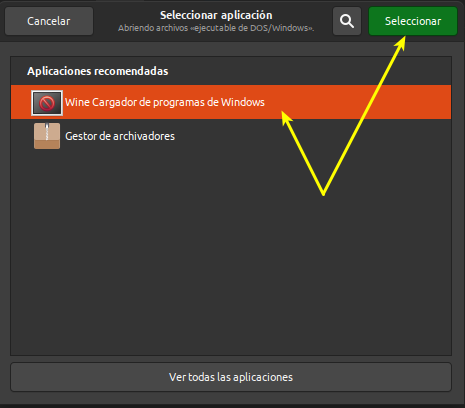 Cancelar
Seleccionar aplicación
Abriendo archivos «ejecutable de DOS/Windows».
Seleccionar
Aplicaciones recomendadas
Wine Cargador de programas de Windows
Gestor de archivadores
Ver todas las aplicaciones